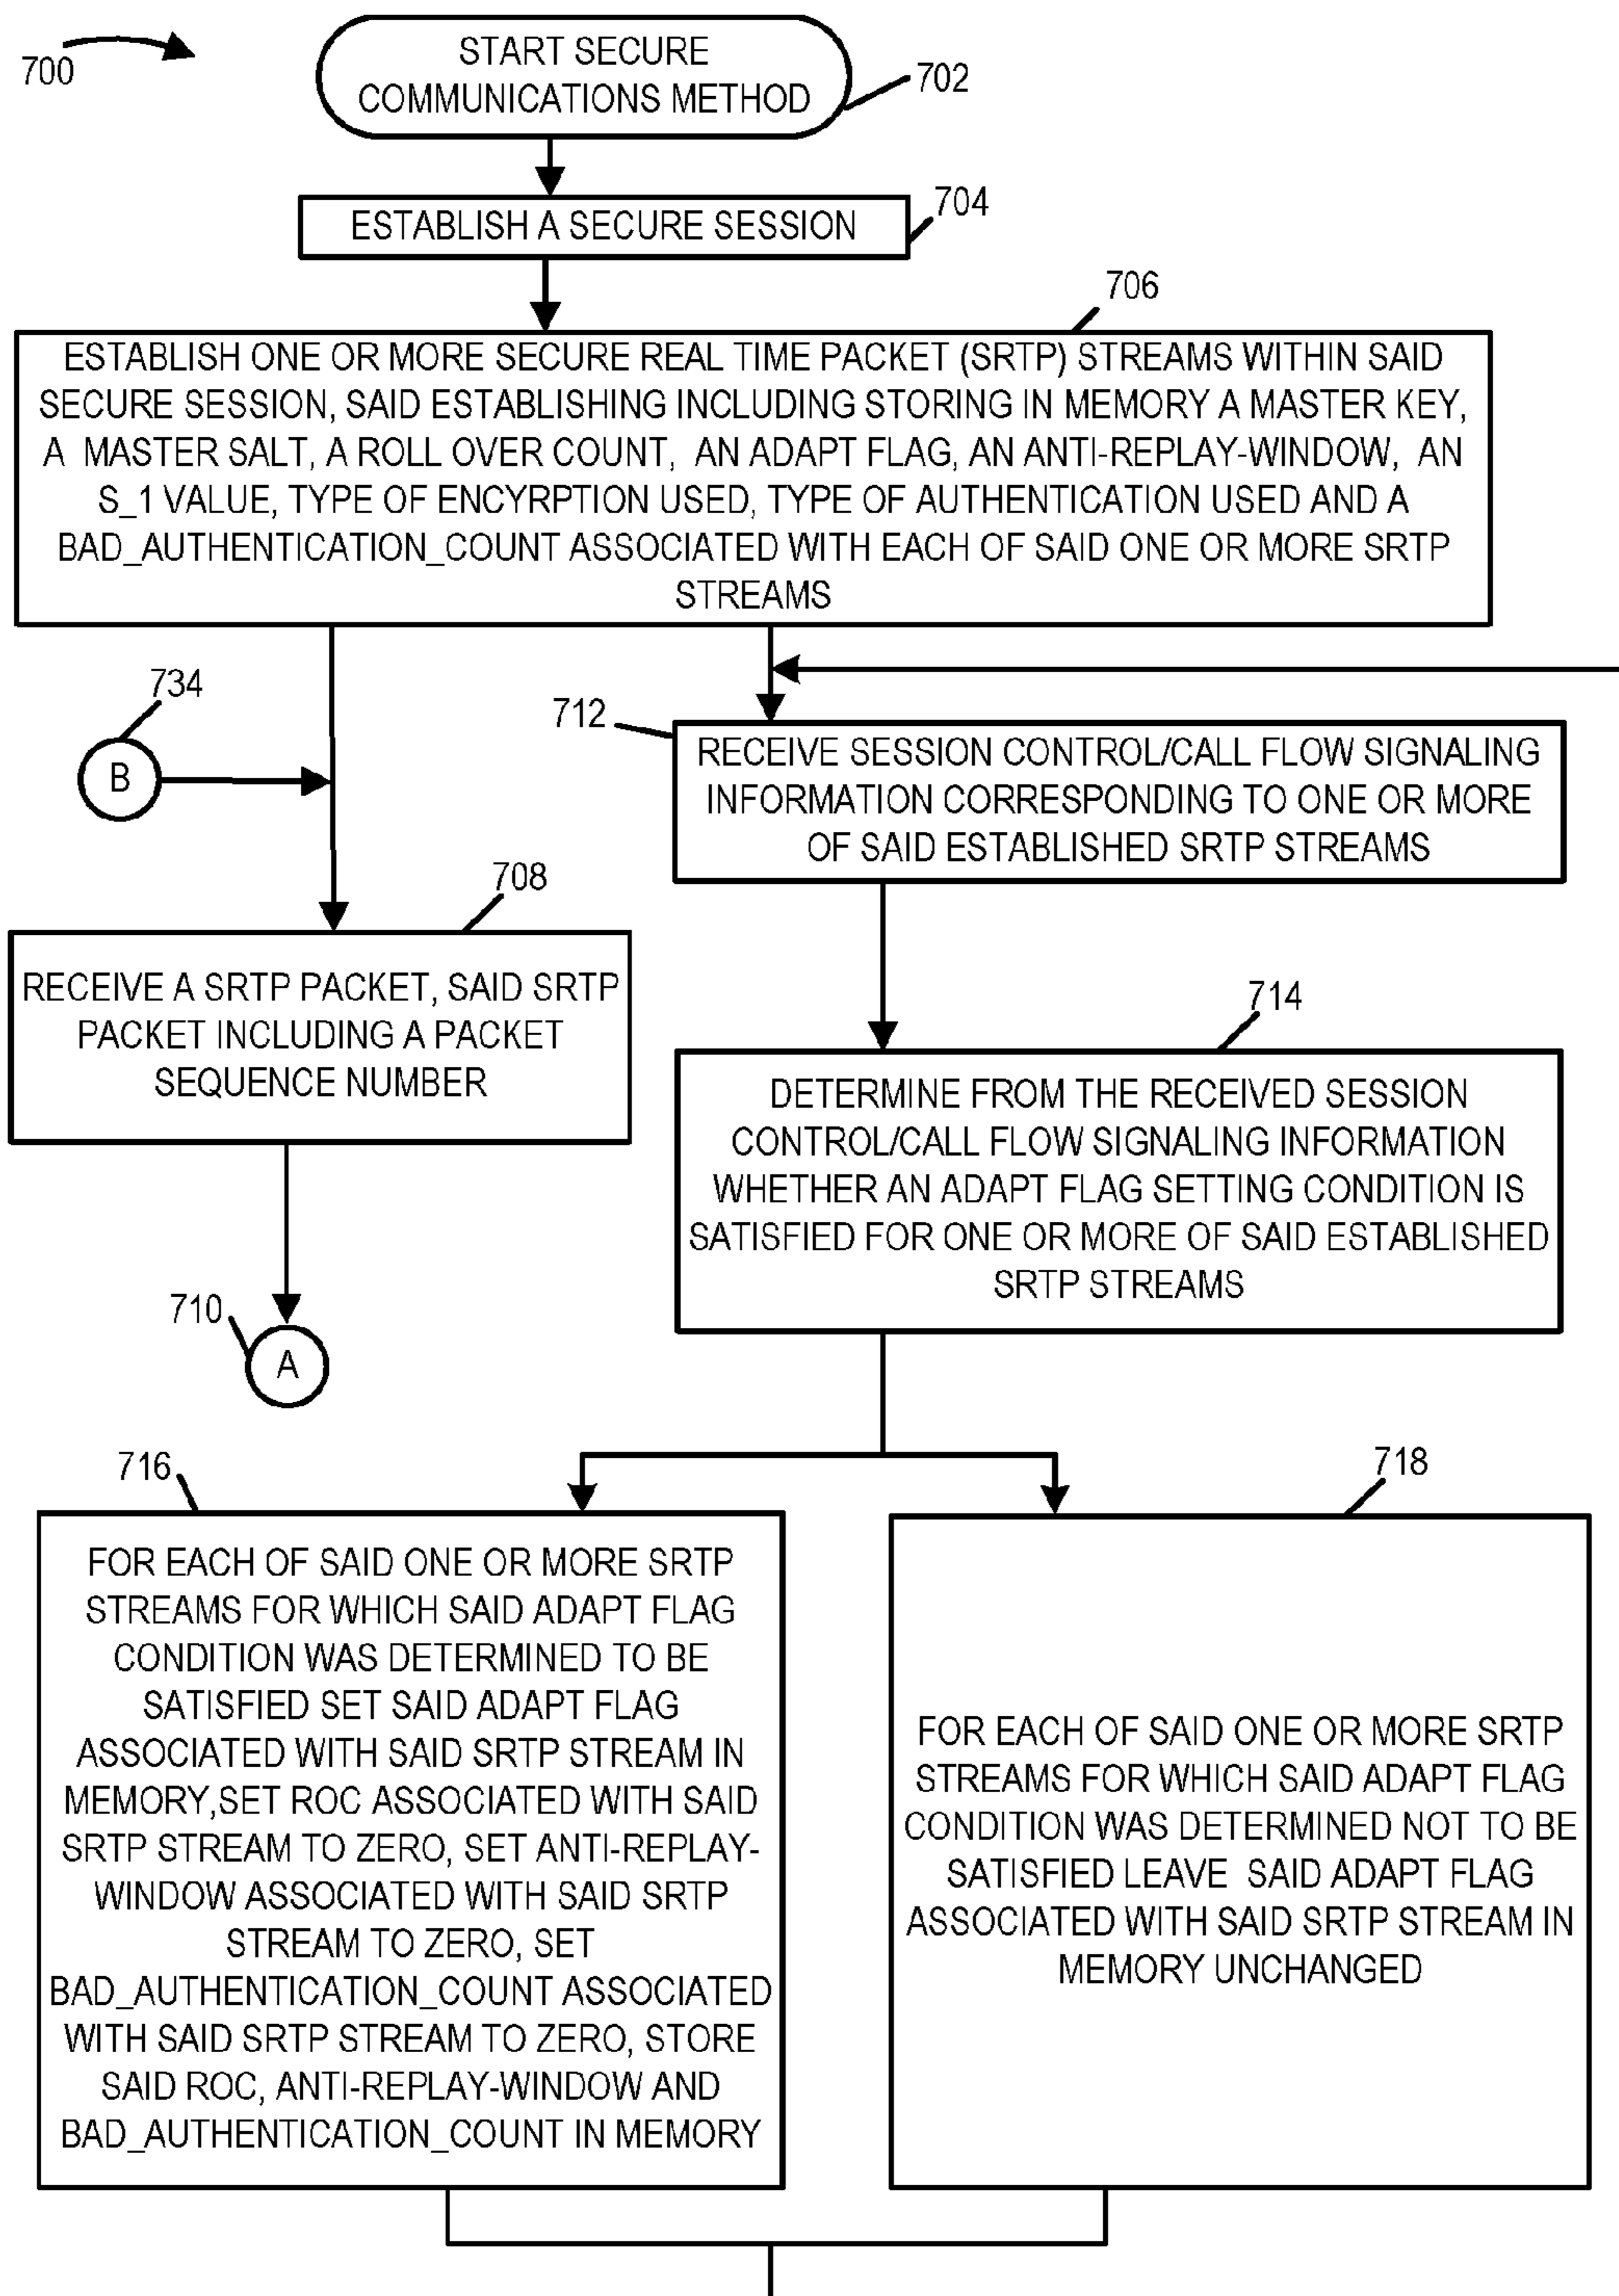 700
START SECURE
COMMUNICATIONS METHOD
702
ESTABLISH A SECURE SESSION
704
706
ESTABLISH ONE OR MORE SECURE REAL TIME PACKET (SRTP) STREAMS WITHIN SAID
SECURE SESSION, SAID ESTABLISHING INCLUDING STORING IN MEMORY A MASTER KEY,
A MASTER SALT, A ROLL OVER COUNT, AN ADAPT FLAG, AN ANTI-REPLAY-WINDOW, AN
S_1 VALUE, TYPE OF ENCYRPTION USED, TYPE OF AUTHENTICATION USED AND A
BAD_AUTHENTICATION_COUNT ASSOCIATED WITH EACH OF SAID ONE OR MORE SRTP
STREAMS
734
B
712
RECEIVE SESSION CONTROL/CALL FLOW SIGNALING
INFORMATION CORRESPONDING TO ONE OR MORE
OF SAID ESTABLISHED SRTP STREAMS
708
RECEIVE A SRTP PACKET, SAID SRTP
PACKET INCLUDING A PACKET
SEQUENCE NUMBER
714
DETERMINE FROM THE RECEIVED SESSION
CONTROL/CALL FLOW SIGNALING INFORMATION
WHETHER AN ADAPT FLAG SETTING CONDITION IS
SATISFIED FOR ONE OR MORE OF SAID ESTABLISHED
SRTP STREAMS
710
A
716
FOR EACH OF SAID ONE OR MORE SRTP
STREAMS FOR WHICH SAID ADAPT FLAG
CONDITION WAS DETERMINED TO BE
SATISFIED SET SAID ADAPT FLAG
ASSOCIATED WITH SAID SRTP STREAM IN
MEMORY,SET ROC ASSOCIATED WITH SAID
SRTP STREAM TO ZERO, SET ANTI-REPLAY-
WINDOW ASSOCIATED WITH SAID SRTP
STREAM TO ZERO, SET
BAD_AUTHENTICATION_COUNT ASSOCIATED
WITH SAID SRTP STREAM TO ZERO, STORE
SAID ROC, ANTI-REPLAY-WINDOW AND
BAD_AUTHENTICATION_COUNT IN MEMORY
718
FOR EACH OF SAID ONE OR MORE SRTP
STREAMS FOR WHICH SAID ADAPT FLAG
CONDITION WAS DETERMINED NOT TO BE
SATISFIED LEAVE SAID ADAPT FLAG
ASSOCIATED WITH SAID SRTP STREAM IN
MEMORY UNCHANGED